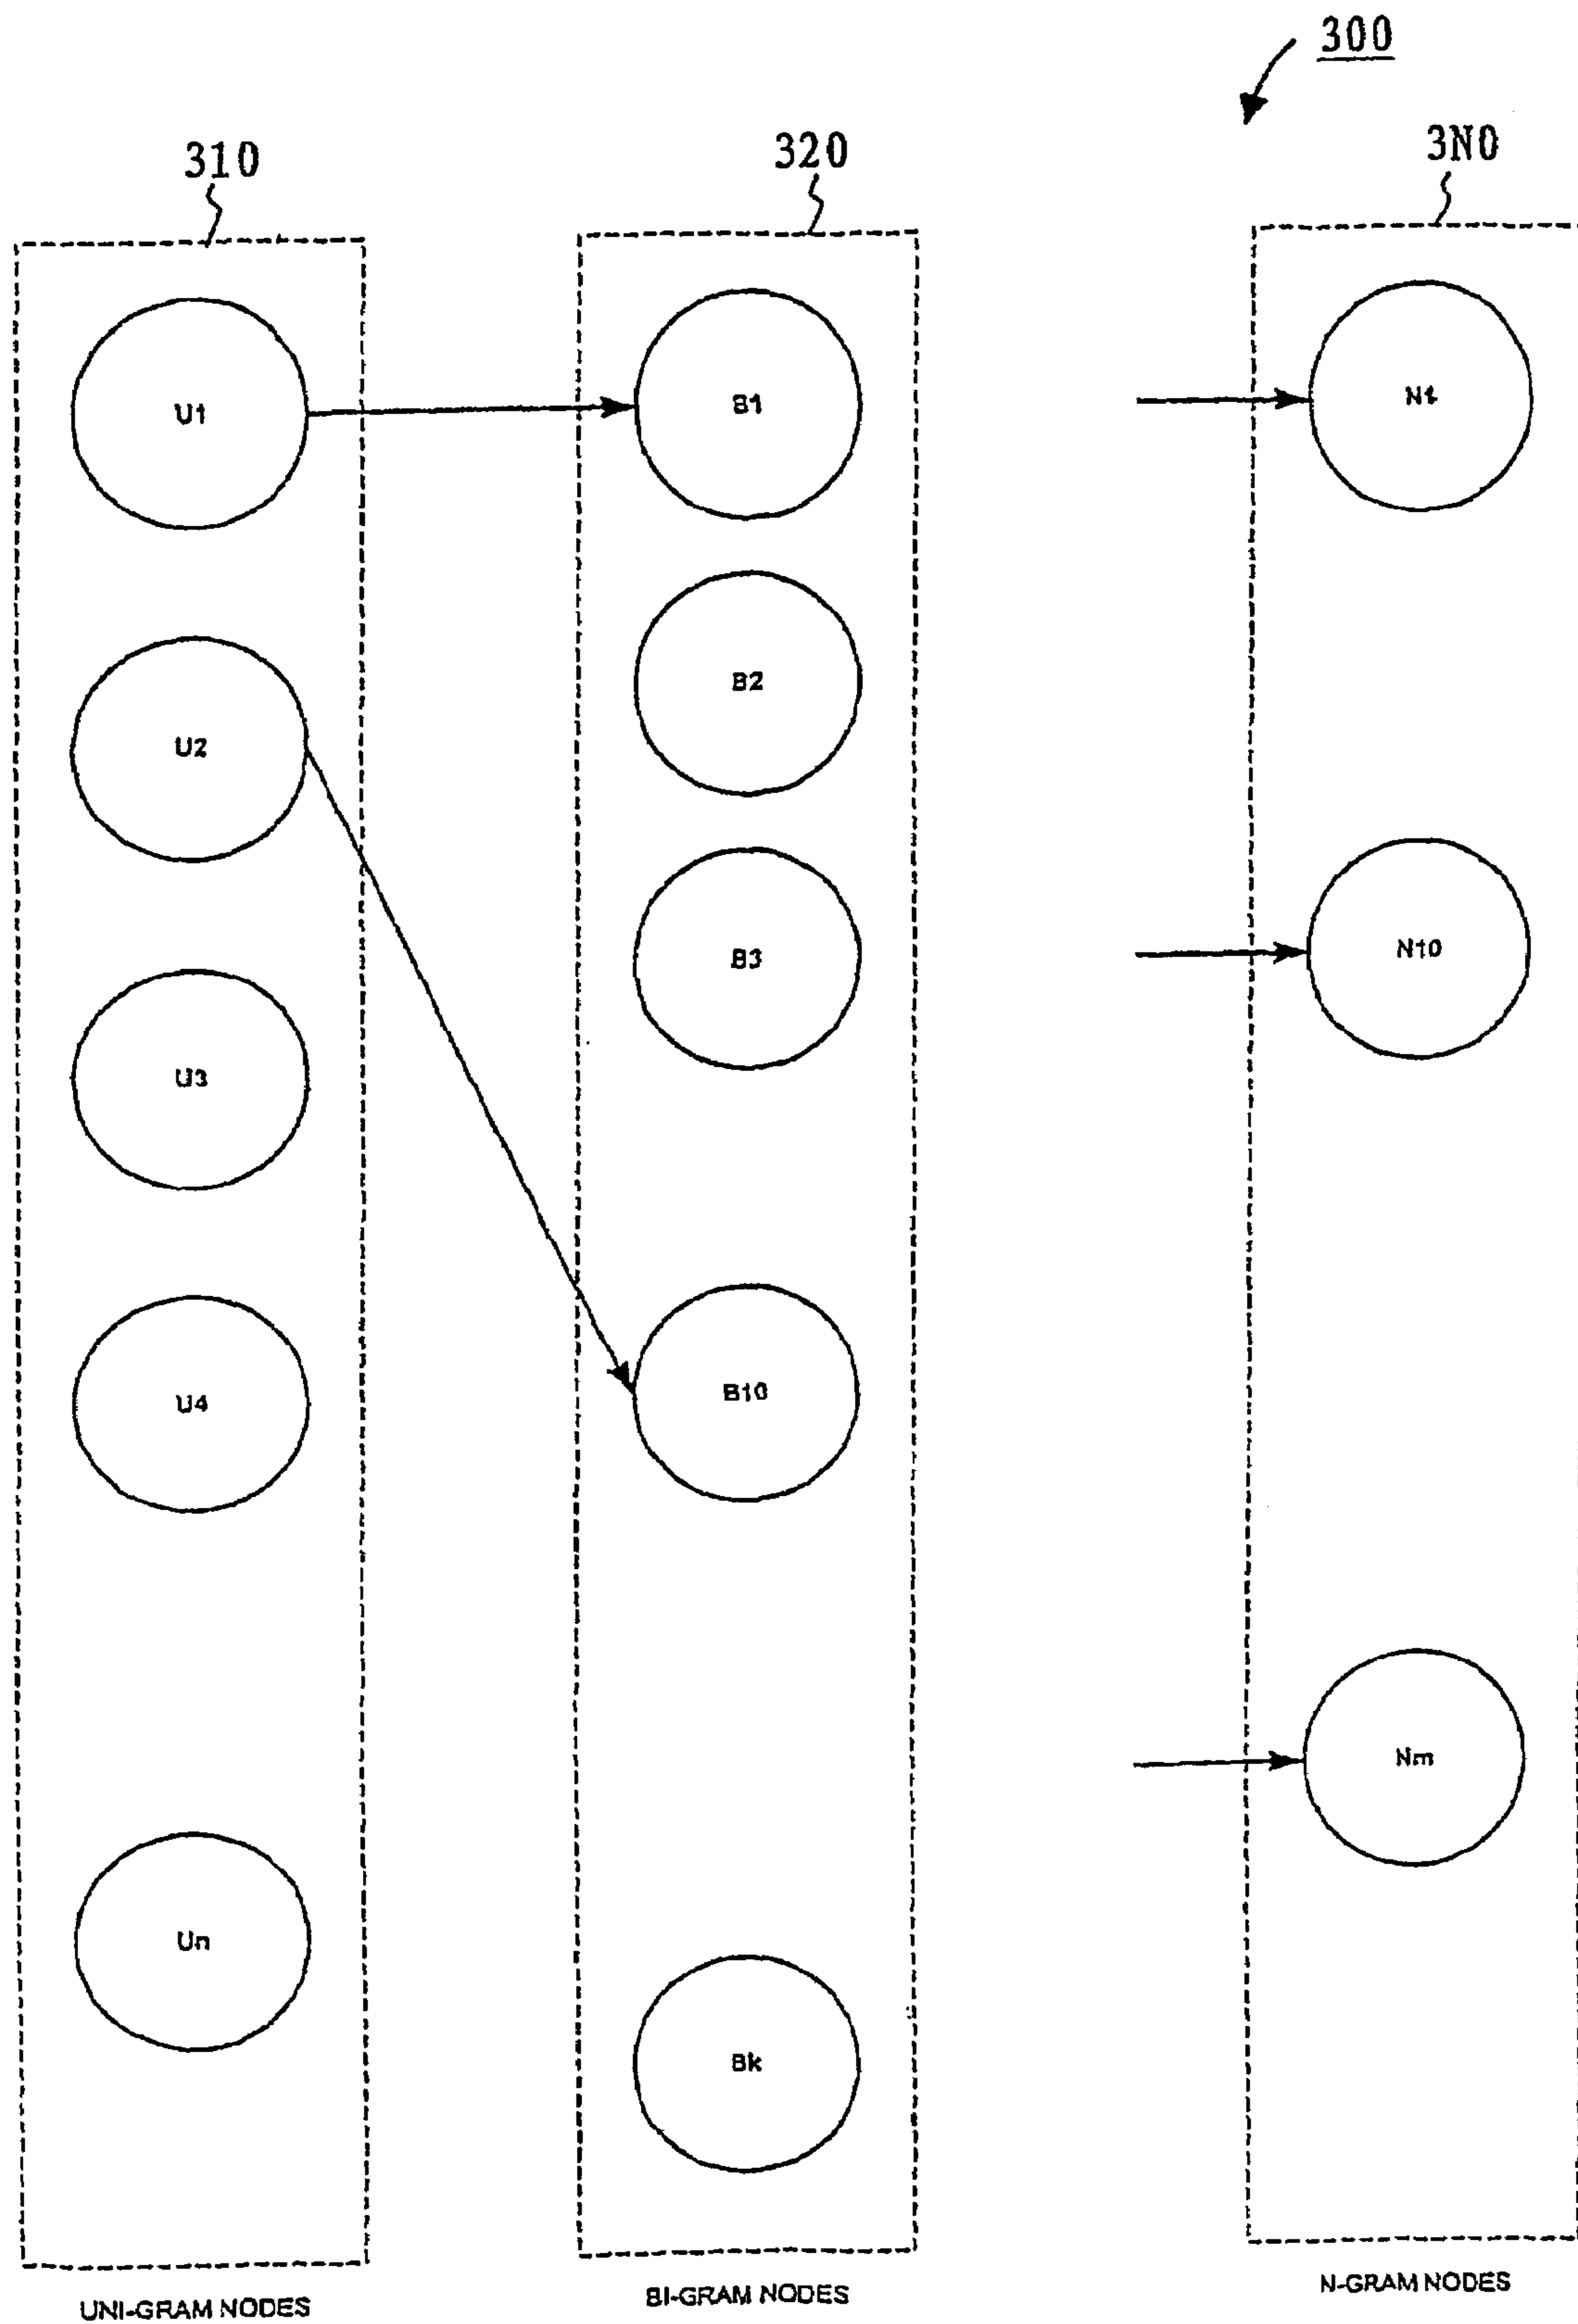 300
310
320
3N0
U1
B1
N1
U2
B2
B3
N10
U3
U4
B10
Nm
Un
Bk
UNI-GRAM NODES
BI-GRAM NODES
N-GRAM NODES